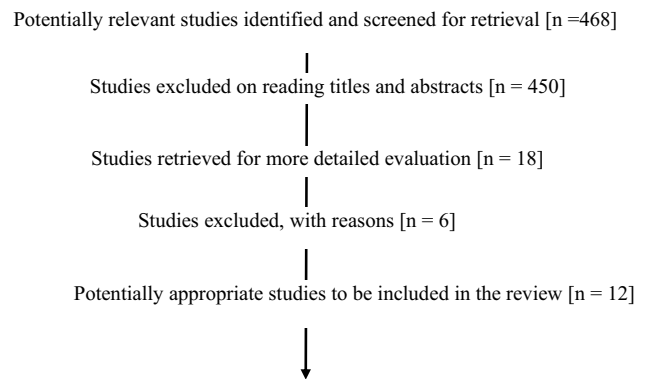 Potentially relevant studies identified and screened for retrieval [n =468]
Studies excluded on reading titles and abstracts [n = 450]
Studies retrieved for more detailed evaluation [n = 18]
Studies excluded, with reasons [n = 6]
Potentially appropriate studies to be included in the review [n = 12]